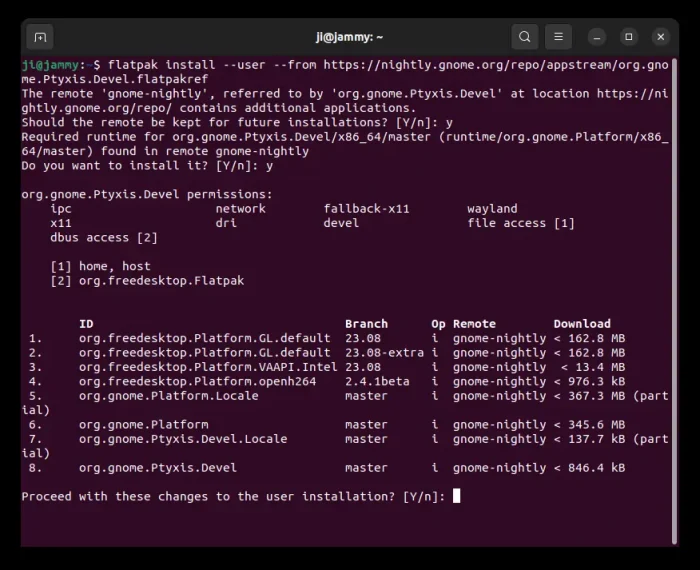 ji@jammy: ~
ji@jammy:~$ flatpak install --user --from https://nightly.gnome.org/repo/appstream/org.gno
me.Ptyxis.Devel.flatpakref
The remote 'gnome-nightly', referred to by 'org.gnome.Ptyxis.Devel' at location https://ni
ghtly.gnome.org/repo/ contains additional applications.
Should the remote be kept for future installations? [Y/n]: y
Required runtime for org.gnome.Ptyxis.Devel/x86_64/master (runtime/org.gnome.Platform/x86_
64/master) found in remote gnome-nightly
Do you want to install it? [Y/n]: y
org.gnome.Ptyxis.Devel permissions:
ipc network fallback-x11 wayland
x11 dri devel file access [1]
dbus access [2]
[1] home, host
[2] org.freedesktop.Flatpak
ID Branch Op Remote Download
1. org.freedesktop.Platform.GL.default 23.08 i gnome-nightly < 162.8 MB
2. org.freedesktop.Platform.GL.default 23.08-extra i gnome-nightly < 162.8 MB
3. org.freedesktop.Platform.VAAPI.Intel 23.08 i gnome-nightly < 13.4 MB
4. org.freedesktop.Platform.openh264 2.4.1beta i gnome-nightly < 976.3 kB
5. org.gnome.Platform.Locale master i gnome-nightly < 367.3 MB (part
ial)
6. org.gnome.Platform master i gnome-nightly < 345.6 MB
7. org.gnome.Ptyxis.Devel.Locale master i gnome-nightly < 137.7 kB (part
ial)
8. org.gnome.Ptyxis.Devel master i gnome-nightly < 846.4 kB
Proceed with these changes to the user installation? [Y/n]: